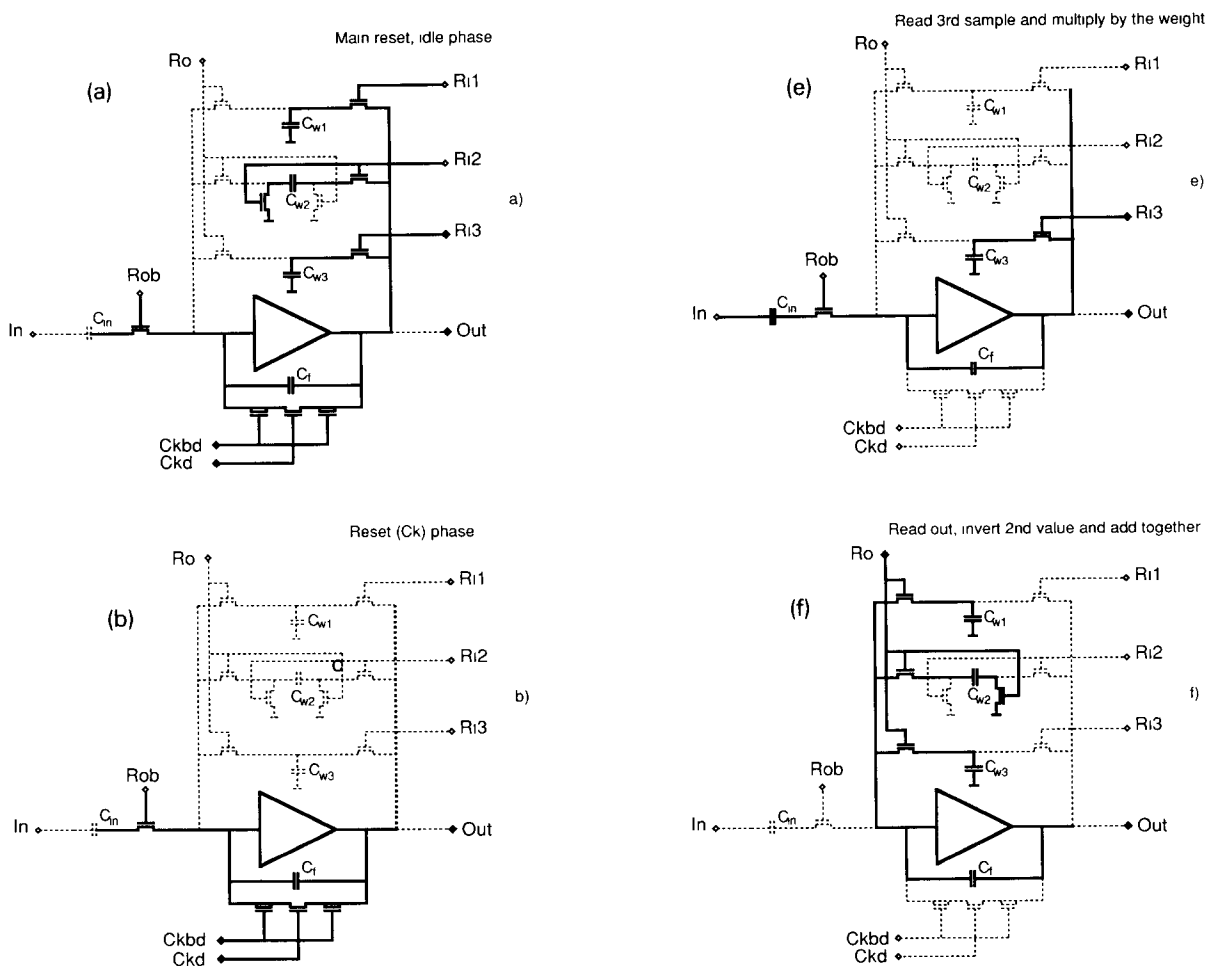 Main reset, idle phase
Ro
(a)
Ri1
Cw1
Ri2
Cw2
a)
Ri3
Cw3
Rob
In
Cin
Out
Cf
Ckbd
Ckd
Read 3rd sample and multiply by the weight
Ro
(e)
Ri1
Cw1
Ri2
Cw2
e)
Ri3
Cw3
Rob
In
Cin
Out
Cf
Ckbd
Ckd
Reset (Ck) phase
Ro
Ri1
(b)
Cw1
Ri2
Cw2
b)
Ri3
Cw3
Rob
In
Cin
Out
Cf
Ckbd
Ckd
Read out, invert 2nd value and add together
Ro
Ri1
(f)
Cw1
Ri2
Cw2
f)
Ri3
Cw3
Rob
In
Cin
Out
Cf
Ckbd
Ckd